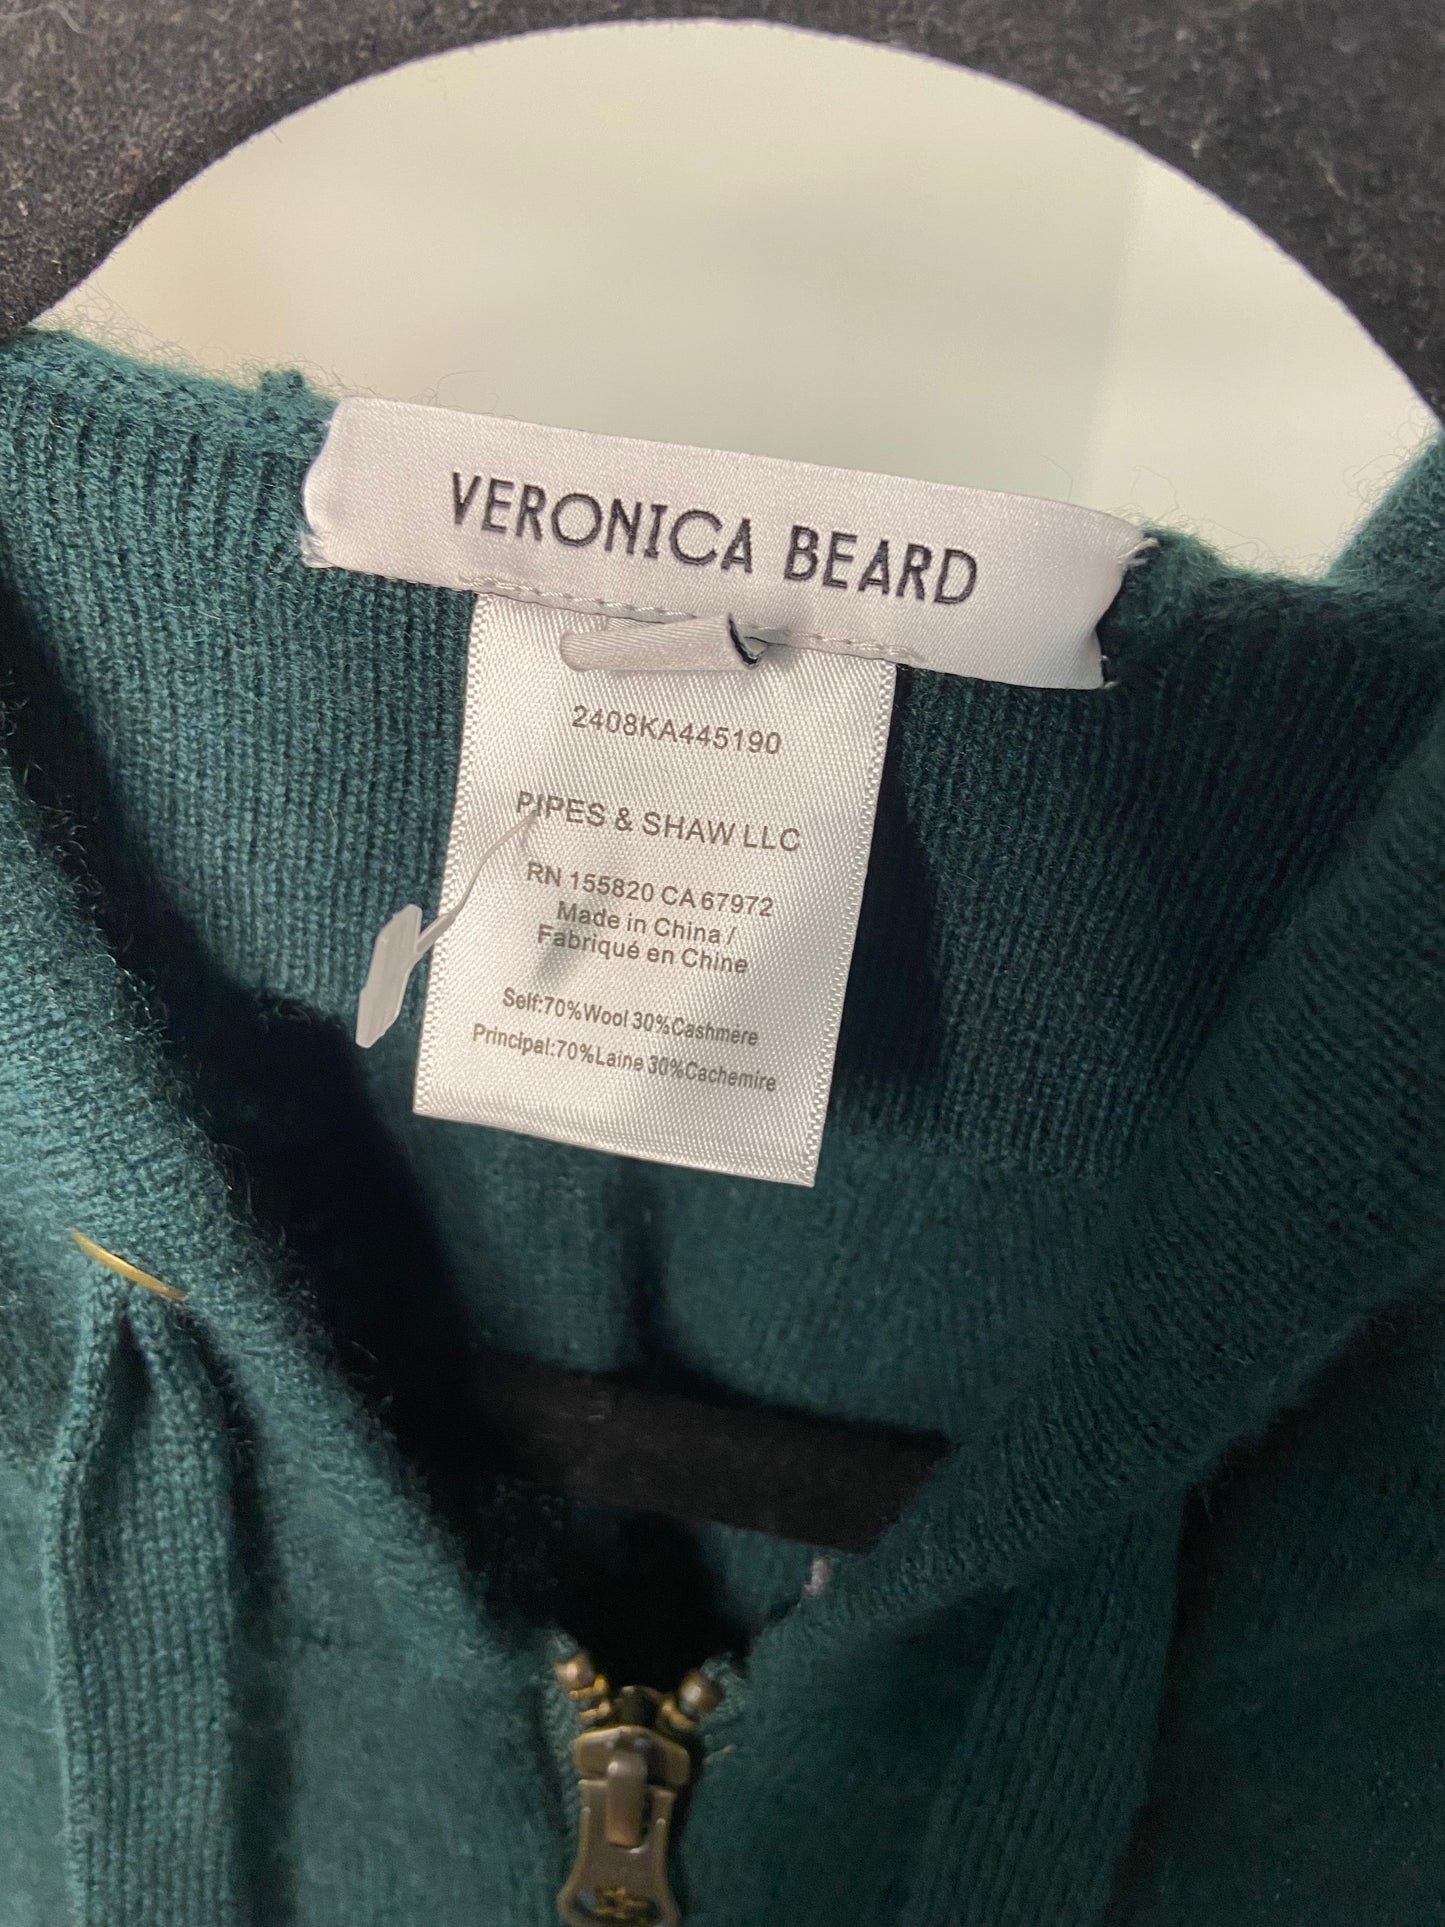 VERONICA BEARD
2408KA445190
PIPES & SHAW LLC
RN 155820 CA 67972
Made in China /
Fabriqué en Chine
Self:70%Wool 30%Cashmere
Principal:70%Laine 30%Cachemire